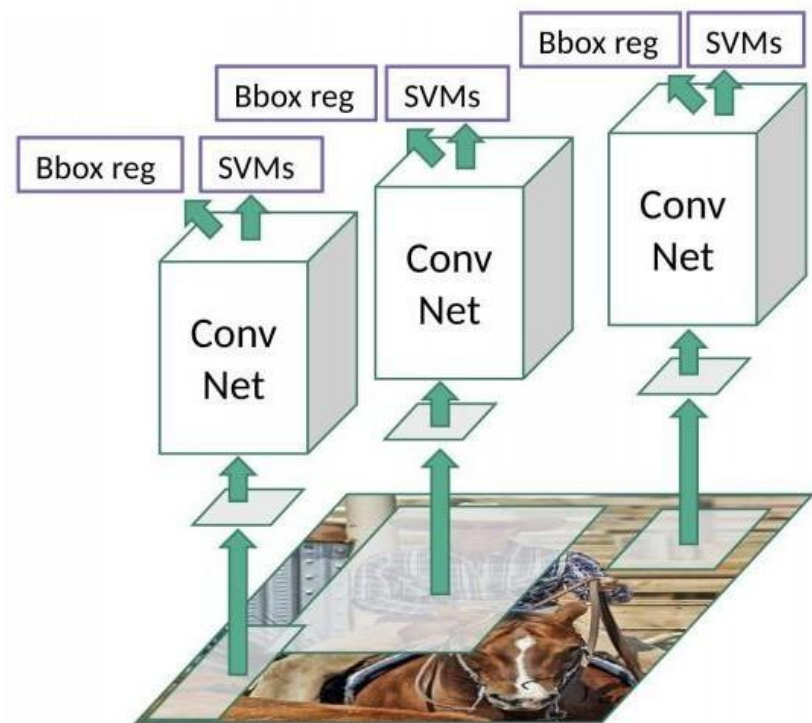 Bbox reg SVMs
Bbox reg SVMs
Bbox reg SVMs
Conv
Net
Conv
Net
Conv
Net